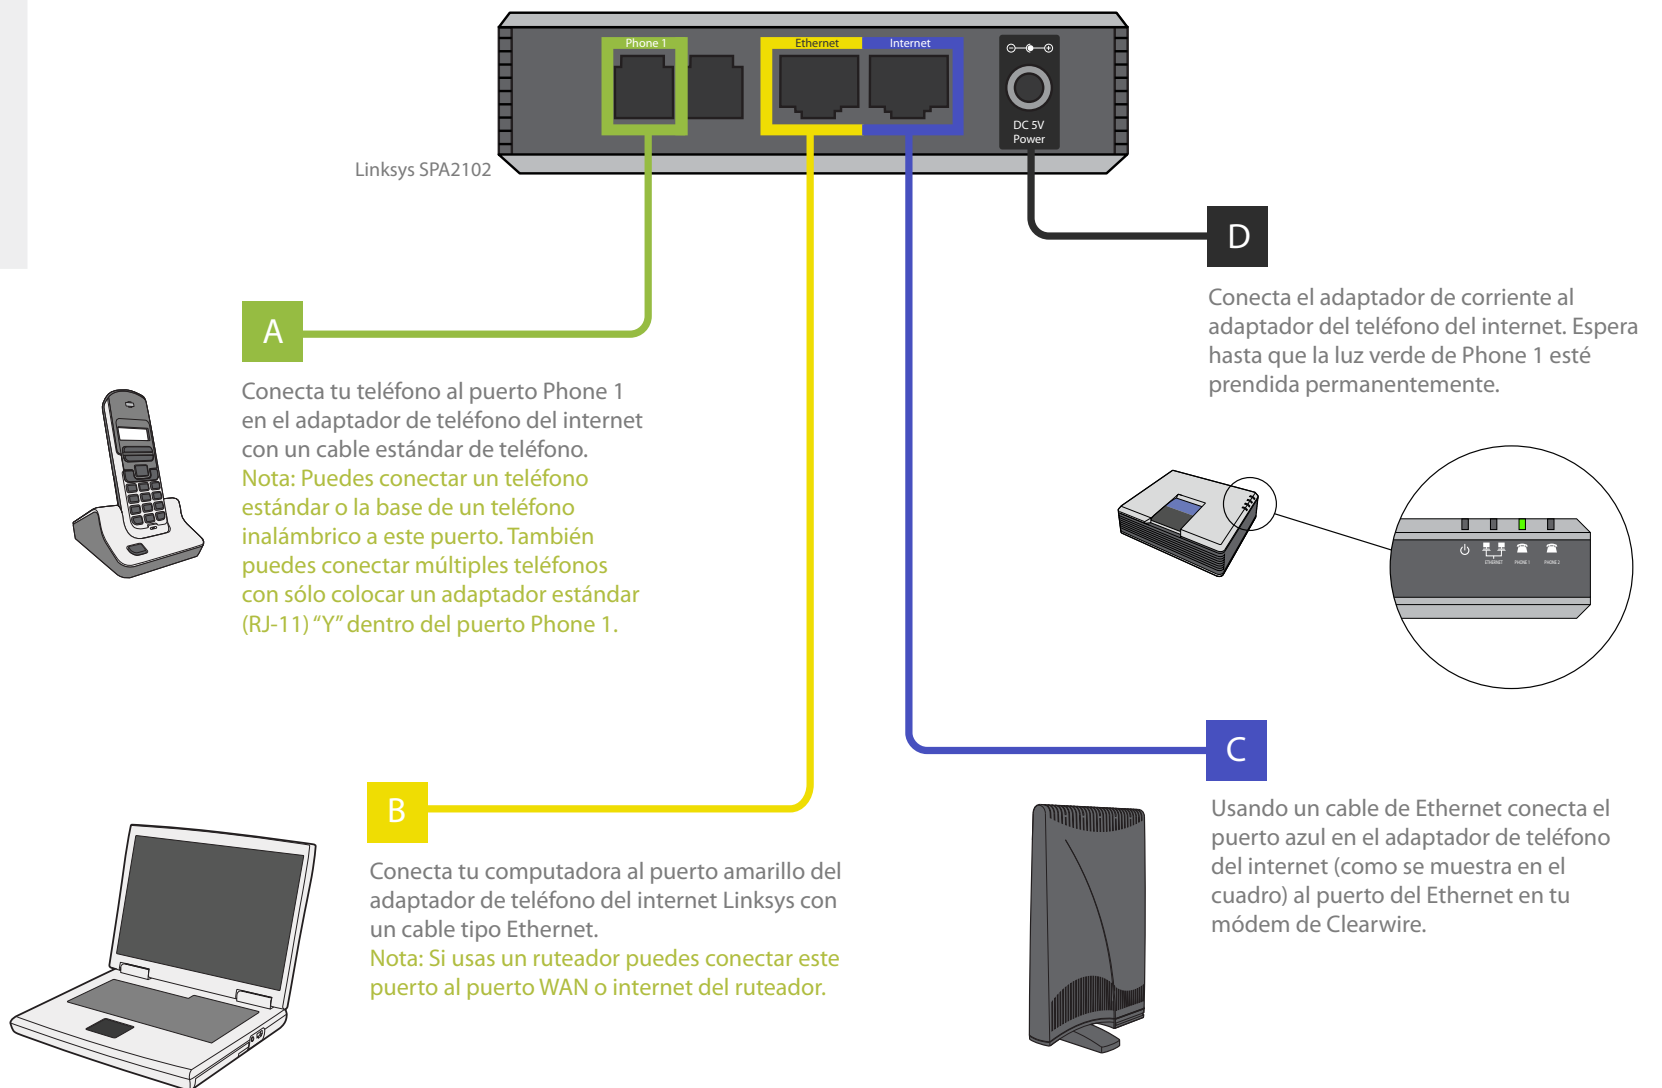 Phone 1
Ethernet
Internet
DC 5V
Power
Linksys SPA2102
D
Conecta el adaptador de corriente al
adaptador del teléfono del internet. Espera
hasta que la luz verde de Phone 1 esté
prendida permanentemente.
A
Conecta tu teléfono al puerto Phone 1
en el adaptador de teléfono del internet
con un cable estándar de teléfono.
Nota: Puedes conectar un teléfono
estándar o la base de un teléfono
inalámbrico a este puerto. También
puedes conectar múltiples teléfonos
con sólo colocar un adaptador estándar
(RJ-11) “Y” dentro del puerto Phone 1.
ETHERNET
PHONE 1
PHONE 2
C
Usando un cable de Ethernet conecta el
puerto azul en el adaptador de teléfono
del internet (como se muestra en el
cuadro) al puerto del Ethernet en tu
módem de Clearwire.
B
Conecta tu computadora al puerto amarillo del
adaptador de teléfono del internet Linksys con
un cable tipo Ethernet.
Nota: Si usas un ruteador puedes conectar este
puerto al puerto WAN o internet del ruteador.